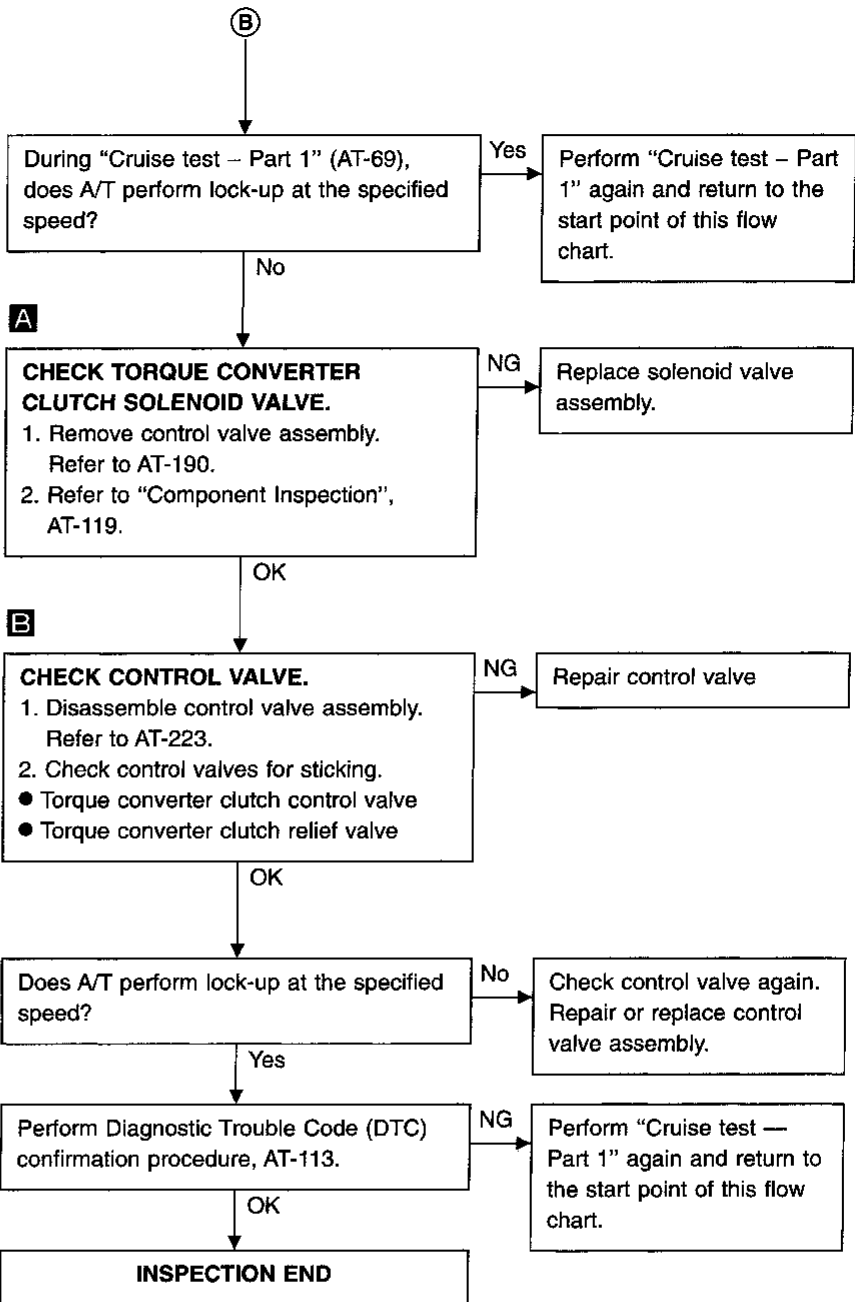 B
During “Cruise test – Part 1” (AT-69),
does A/T perform lock-up at the specified
speed?
Yes
Perform “Cruise test – Part
1” again and return to the
start point of this flow
chart.
No
A
CHECK TORQUE CONVERTER
CLUTCH SOLENOID VALVE.
1. Remove control valve assembly.
Refer to AT-190.
2. Refer to “Component Inspection”,
AT-119.
NG
Replace solenoid valve
assembly.
OK
B
CHECK CONTROL VALVE.
1. Disassemble control valve assembly.
Refer to AT-223.
2. Check control valves for sticking.
● Torque converter clutch control valve
● Torque converter clutch relief valve
NG
Repair control valve
OK
Does A/T perform lock-up at the specified
speed?
No
Check control valve again.
Repair or replace control
valve assembly.
Yes
Perform Diagnostic Trouble Code (DTC)
confirmation procedure, AT-113.
NG
Perform “Cruise test —
Part 1” again and return to
the start point of this flow
chart.
OK
INSPECTION END